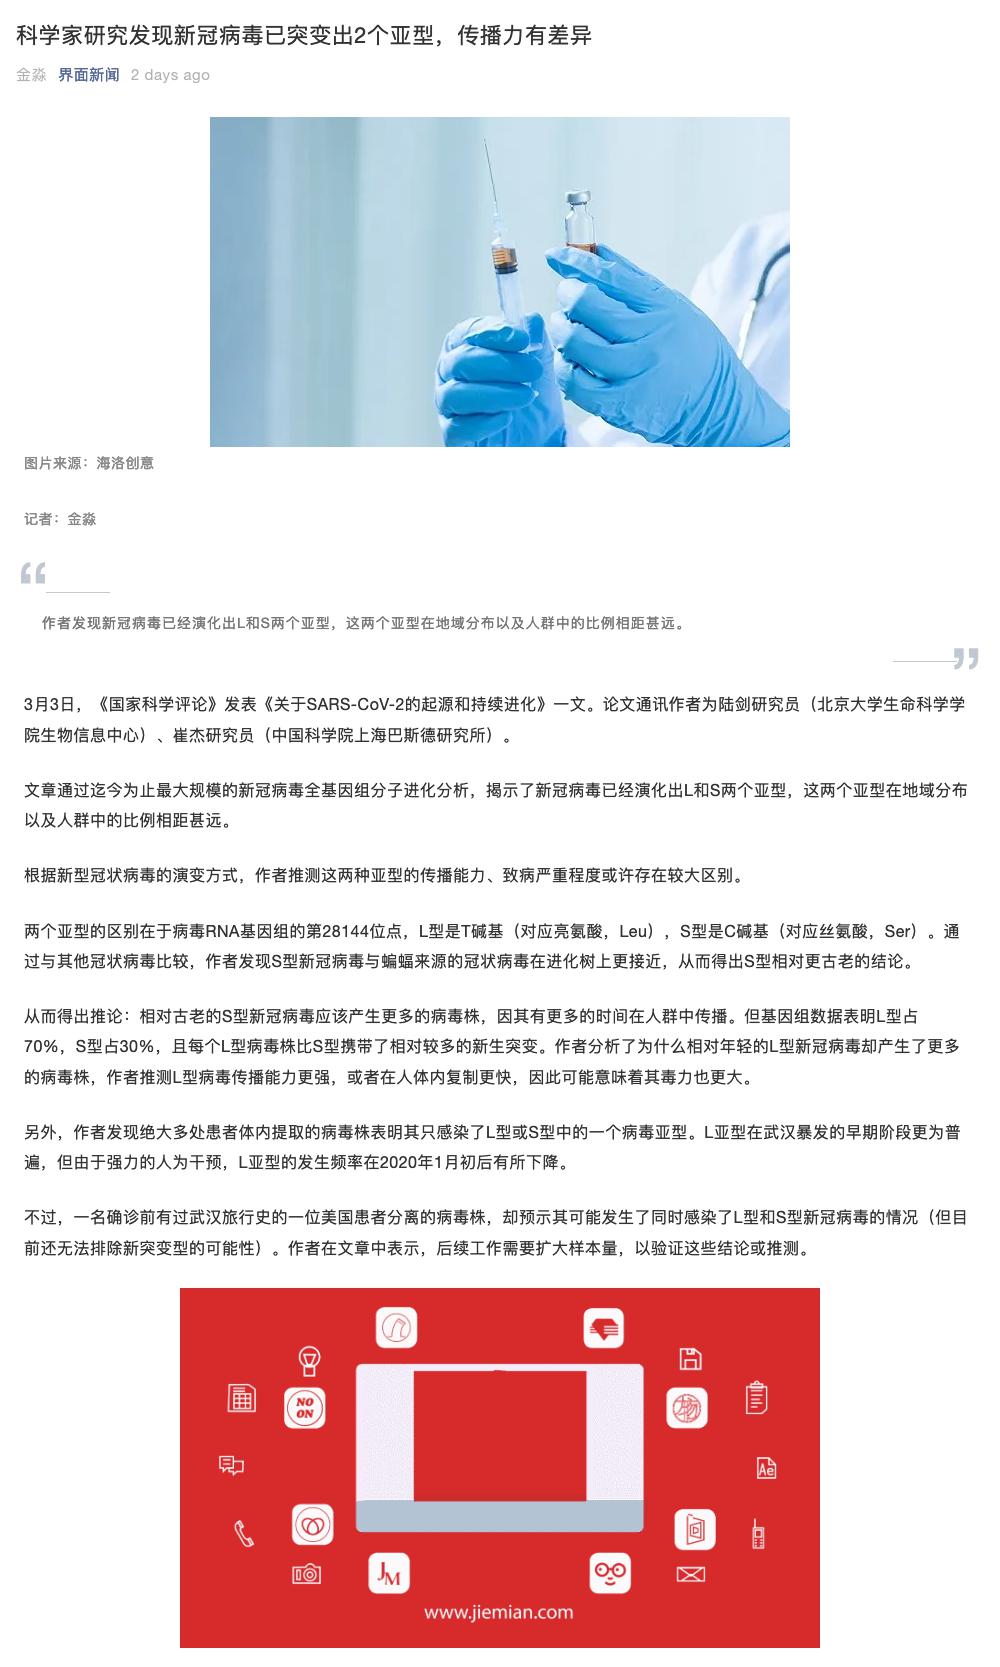 科学家研究发现新冠病毒已突变出2个亚型，传播力有差异
金淼 界面新闻 2 days ago
图片来源：海洛创意
记者：金淼
“
作者发现新冠病毒已经演化出L和S两个亚型，这两个亚型在地域分布以及人群中的比例相距甚远。
”
3月3日，《国家科学评论》发表《关于SARS-CoV-2的起源和持续进化》一文。论文通讯作者为陆剑研究员（北京大学生命科学学
院生物信息中心）、崔杰研究员（中国科学院上海巴斯德研究所）。
文章通过迄今为止最大规模的新冠病毒全基因组分子进化分析，揭示了新冠病毒已经演化出L和S两个亚型，这两个亚型在地域分布
以及人群中的比例相距甚远。
根据新型冠状病毒的演变方式，作者推测这两种亚型的传播能力、致病严重程度或许存在较大区别。
两个亚型的区别在于病毒RNA基因组的第28144位点，L型是T碱基（对应亮氨酸，Leu），S型是C碱基（对应丝氨酸，Ser）。通
过与其他冠状病毒比较，作者发现S型新冠病毒与蝙蝠来源的冠状病毒在进化树上更接近，从而得出S型相对更古老的结论。
从而得出推论：相对古老的S型新冠病毒应该产生更多的病毒株，因其有更多的时间在人群中传播。但基因组数据表明L型占
70%，S型占30%，且每个L型病毒株比S型携带了相对较多的新生突变。作者分析了为什么相对年轻的L型新冠病毒却产生了更多
的病毒株，作者推测L型病毒传播能力更强，或者在人体内复制更快，因此可能意味着其毒力也更大。
另外，作者发现绝大多处患者体内提取的病毒株表明其只感染了L型或S型中的一个病毒亚型。L亚型在武汉暴发的早期阶段更为普
遍，但由于强力的人为干预，L亚型的发生频率在2020年1月初后有所下降。
不过，一名确诊前有过武汉旅行史的一位美国患者分离的病毒株，却预示其可能发生了同时感染了L型和S型新冠病毒的情况（但目
前还无法排除新突变型的可能性）。作者在文章中表示，后续工作需要扩大样本量，以验证这些结论或推测。
NO
ON
Ae
JM
www.jiemian.com